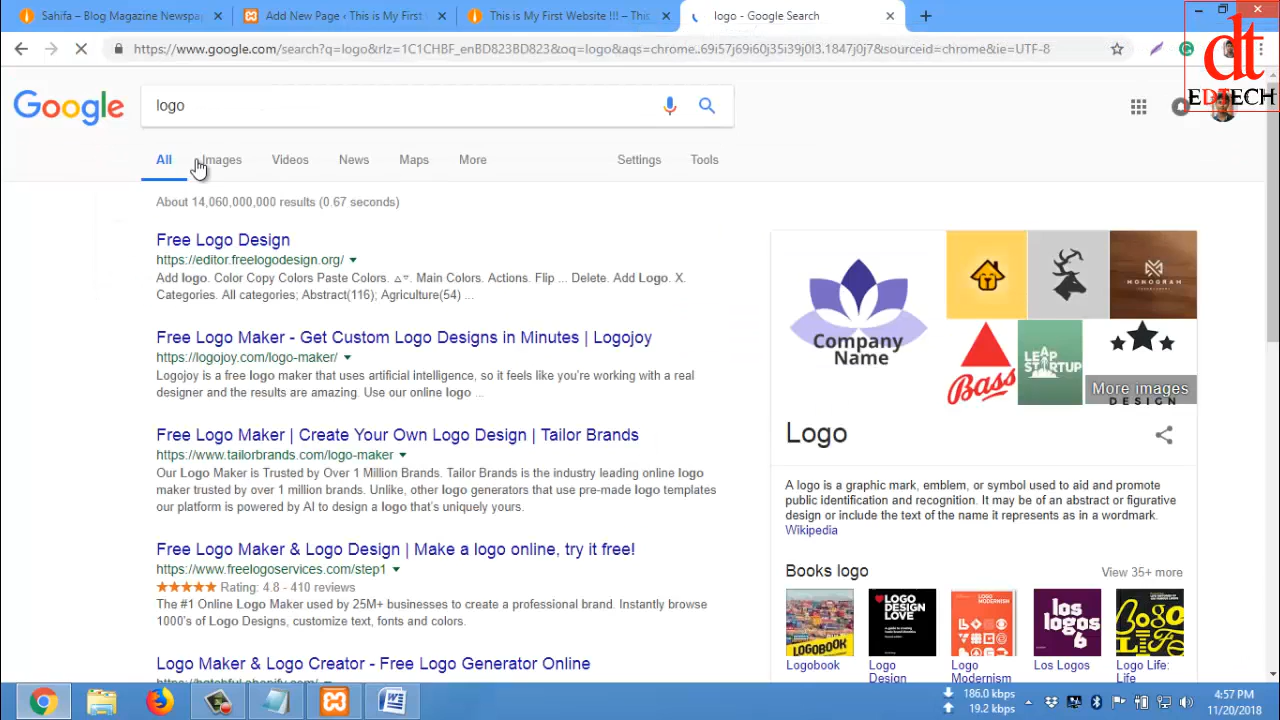 Sahifa – Blog Magazine Newspa
Add New Page ‹ This is My First
This is My First Website !!! – This
logo - Google Search
https://www.google.com/search?q=logo&rlz=1C1CHBF_enBD823BD823&oq=logo&aqs=chrome..69i57j69i60j35i39j0l3.1847j0j7&sourceid=chrome&ie=UTF-8
dt
EDTECH
Google
logo
All
Images
Videos
News
Maps
More
Settings
Tools
About 14,060,000,000 results (0.67 seconds)
Free Logo Design
https://editor.freelogodesign.org/
Add logo. Color Copy Colors Paste Colors. Main Colors. Actions. Flip ... Delete. Add Logo. X.
Categories. All categories; Abstract(116); Agriculture(54) ...
Free Logo Maker - Get Custom Logo Designs in Minutes | Logojoy
https://logojoy.com/logo-maker/
Logojoy is a free logo maker that uses artificial intelligence, so it feels like you're working with a real
designer and the results are amazing. Use our online logo ...
Free Logo Maker | Create Your Own Logo Design | Tailor Brands
https://www.tailorbrands.com/logo-maker
Our Logo Maker is Trusted by Over 1 Million Brands. Tailor Brands is the industry leading online logo
maker trusted by over 1 million brands. Unlike, other logo generators that use pre-made logo templates
our platform is powered by AI to design a logo that's uniquely yours.
Free Logo Maker & Logo Design | Make a logo online, try it free!
https://www.freelogoservices.com/step1
Rating: 4.8 - 410 reviews
The #1 Online Logo Maker used by 25M+ businesses to create a professional brand. Instantly browse
1000's of Logo Designs, customize text, fonts and colors.
Logo Maker & Logo Creator - Free Logo Generator Online
https://hatchful.shopify.com/
Company
Name
MONOGRAM
Bass
LEAP
STARTUP
More images
DESIGN
Logo
A logo is a graphic mark, emblem, or symbol used to aid and promote
public identification and recognition. It may be of an abstract or figurative
design or include the text of the name it represents as in a wordmark.
Wikipedia
Books logo
View 35+ more
LOGOBOOK
LOGO
DESIGN
LOVE
LOGO
MODERNISM
los
logos
6
LOGO
LIFE
Logobook
Logo
Design
Logo
Modernism
Los Logos
Logo Life:
Life
186.0 kbps
19.2 kbps
4:57 PM
11/20/2018